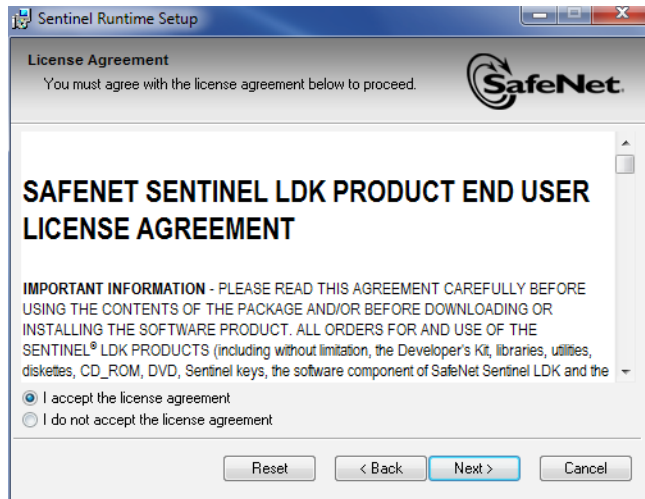 Sentinel Runtime Setup
License Agreement
You must agree with the license agreement below to proceed.
SafeNet.
SAFENET SENTINEL LDK PRODUCT END USER
LICENSE AGREEMENT
IMPORTANT INFORMATION - PLEASE READ THIS AGREEMENT CAREFULLY BEFORE
USING THE CONTENTS OF THE PACKAGE AND/OR BEFORE DOWNLOADING OR
INSTALLING THE SOFTWARE PRODUCT. ALL ORDERS FOR AND USE OF THE
SENTINEL® LDK PRODUCTS (including without limitation, the Developer's Kit, libraries, utilities,
diskettes, CD_ROM, DVD, Sentinel keys, the software component of SafeNet Sentinel LDK and the
I accept the license agreement
I do not accept the license agreement
Reset
< Back
Next >
Cancel